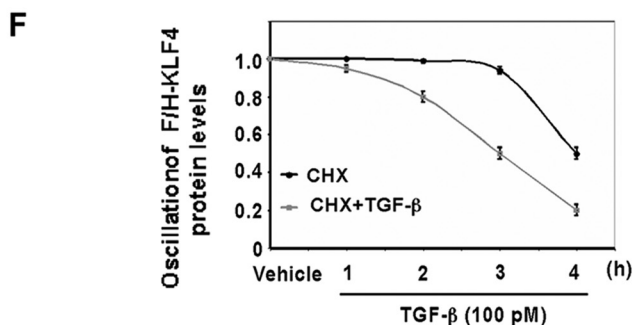 F
Oscillationof F/H-KLF4
protein levels
1.0
0.8
0.6
0.4
0.2
0
CHX
CHX+TGF-β
Vehicle 1 2 3 4 (h)
TGF-β (100 pM)